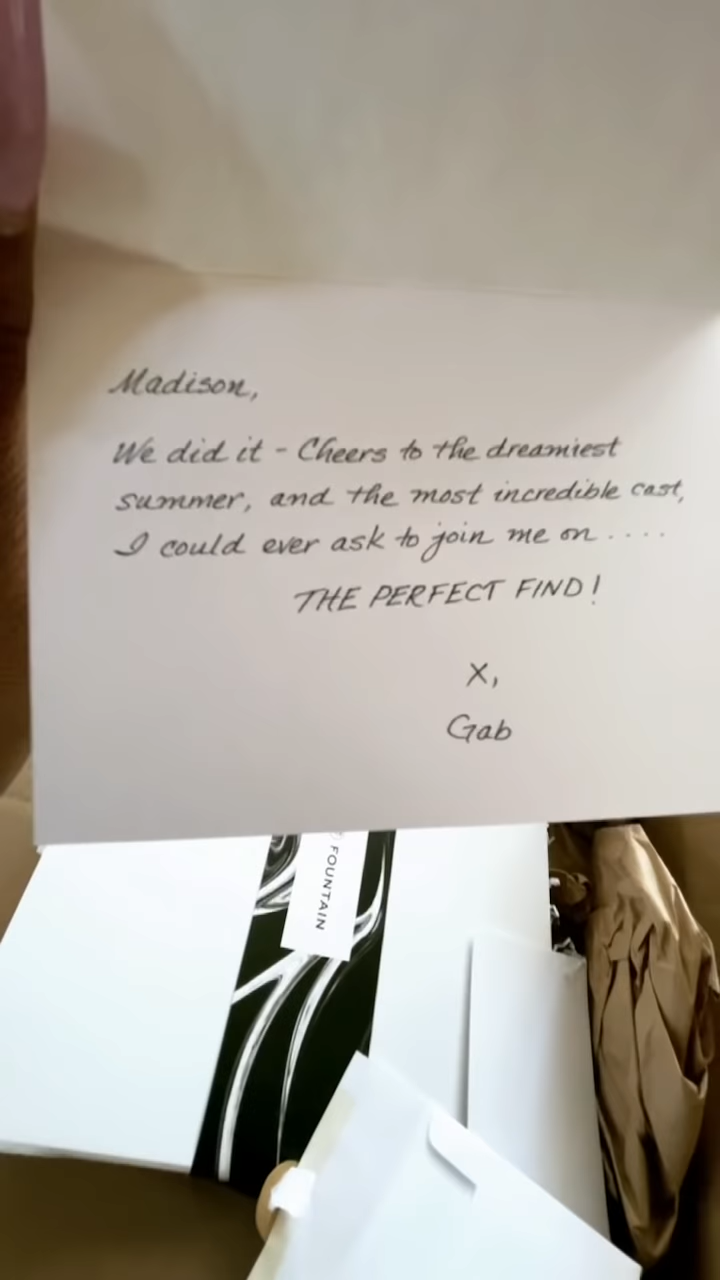 Madison,
We did it - Cheers to the dreamiest
summer, and the most incredible cast,
I could ever ask to join me on . . . .
THE PERFECT FIND!
X,
Gab
FOUNTAIN